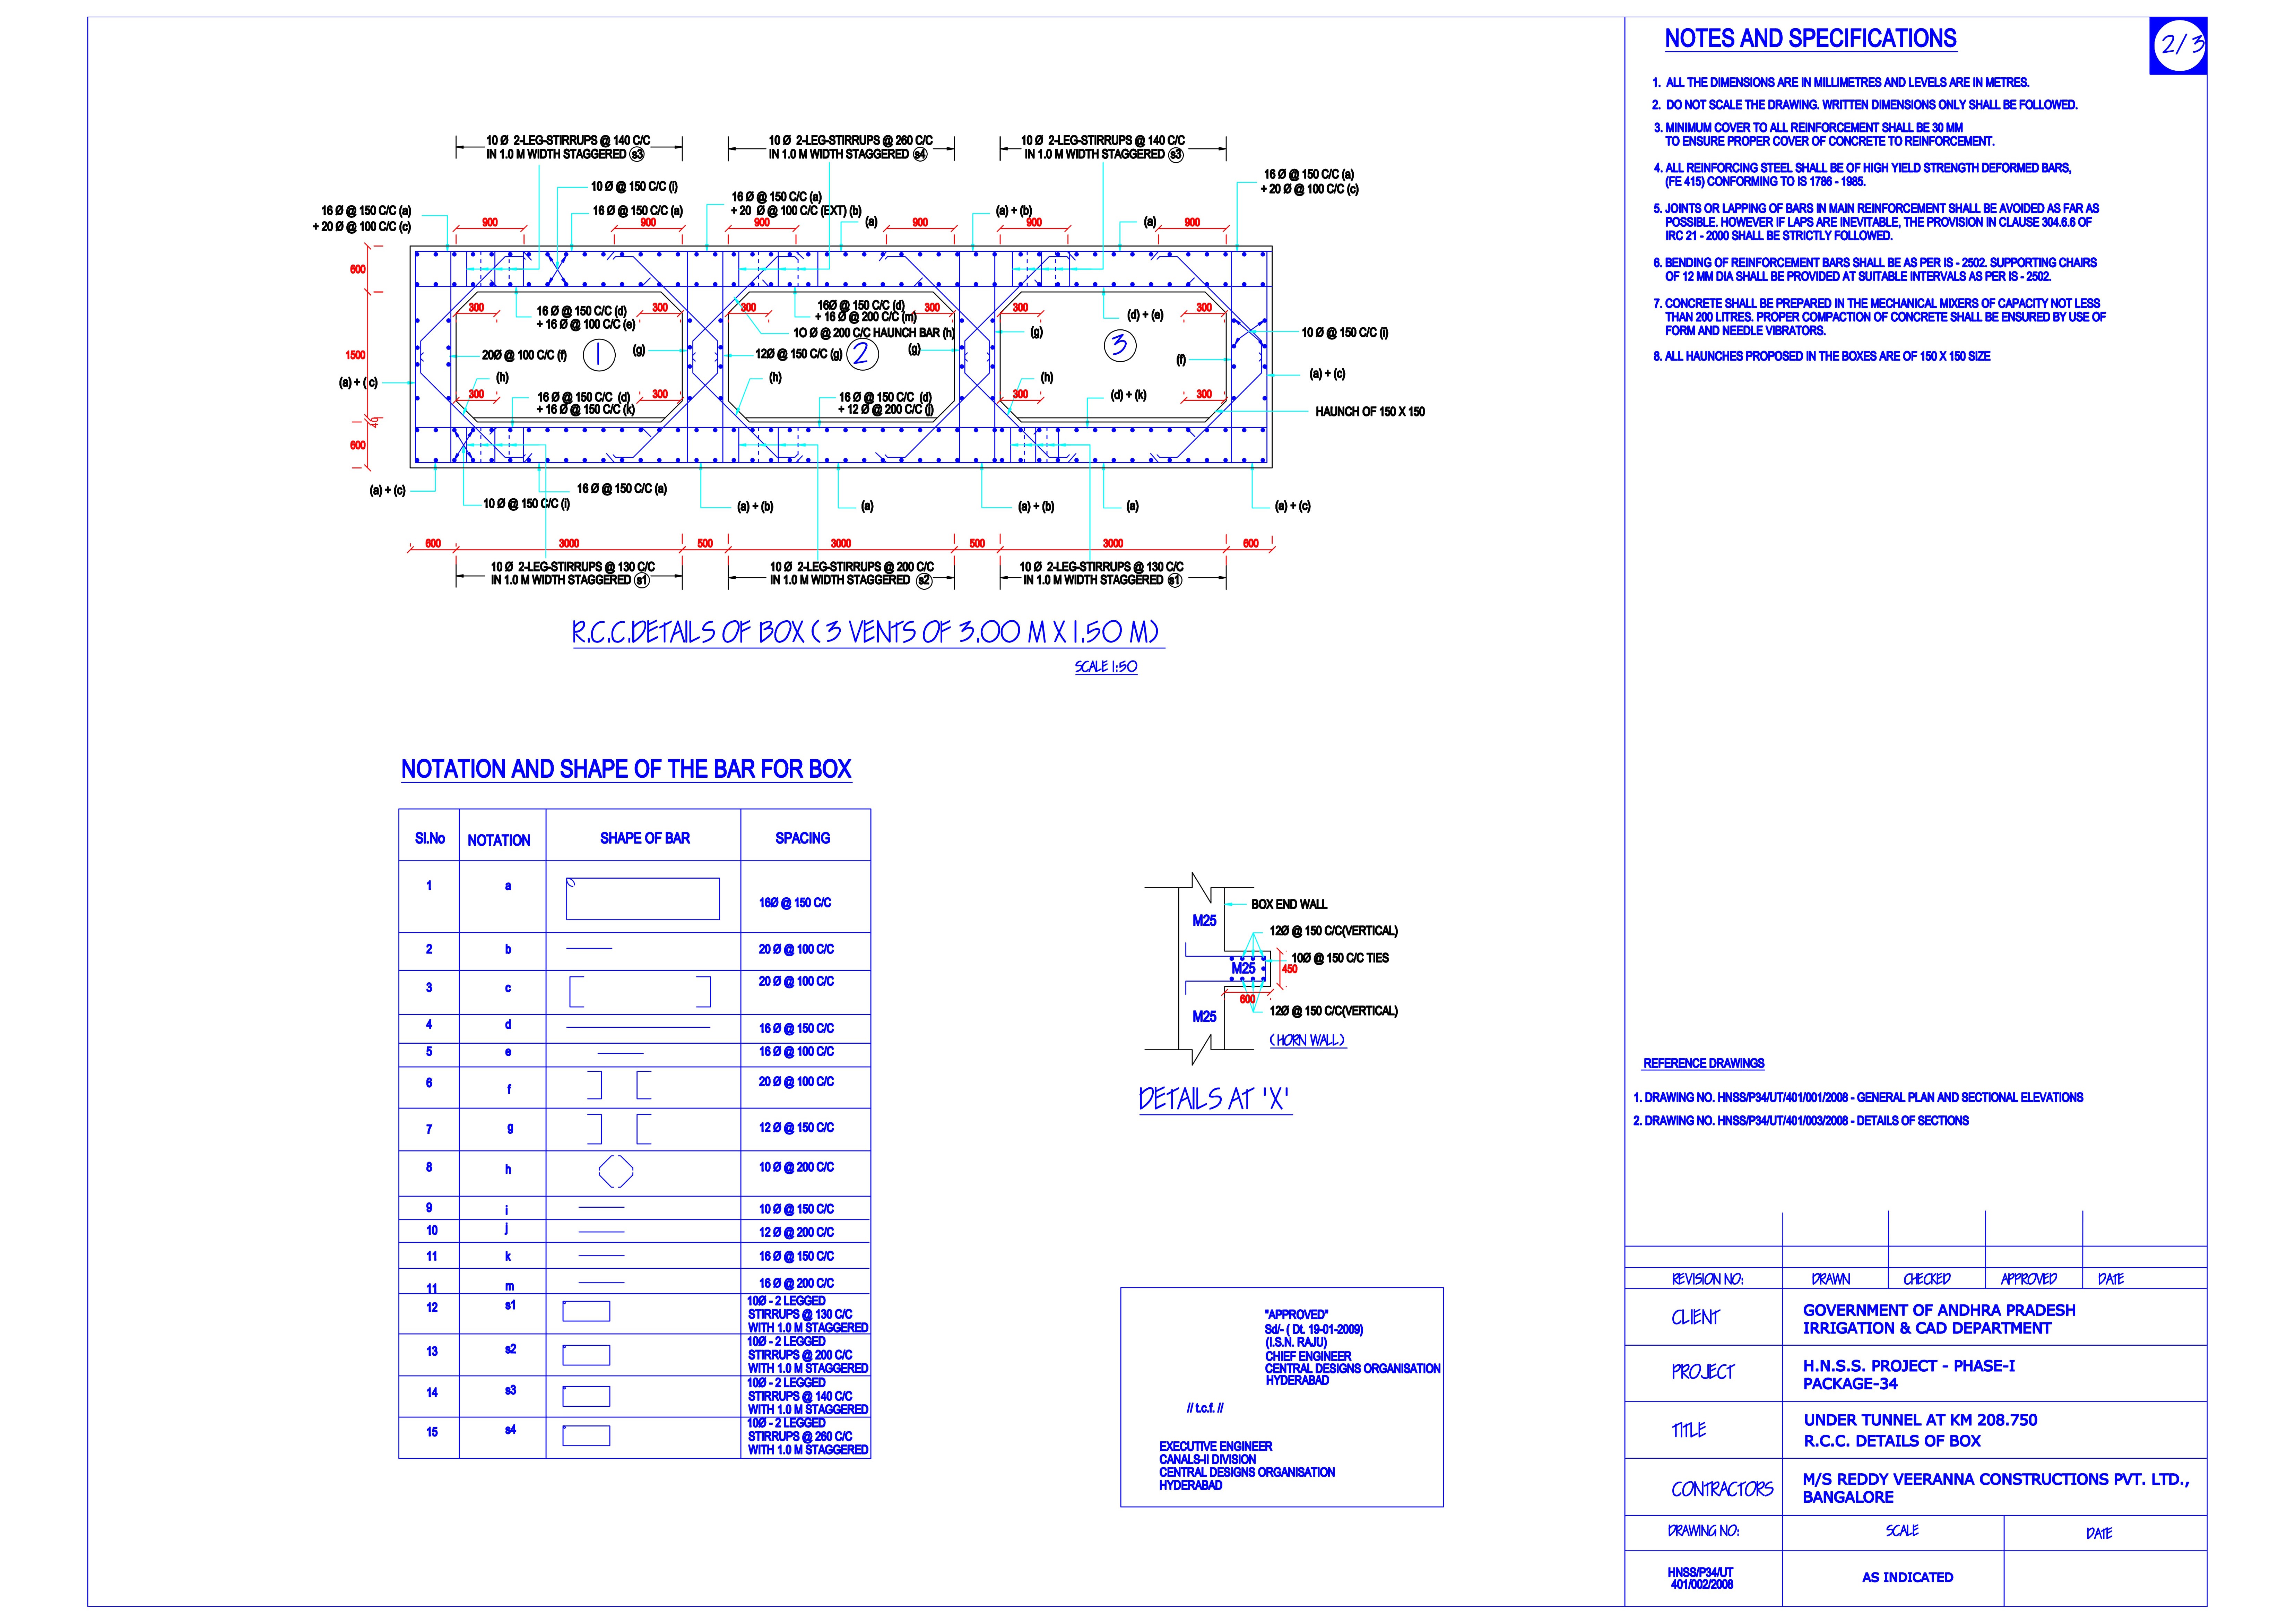 16 Ø @ 150 C/C (a)
+ 20 Ø @ 100 C/C (c)
10 Ø 2-LEG-STIRRUPS @ 140 C/C
IN 1.0 M WIDTH STAGGERED s3
10 Ø 2-LEG-STIRRUPS @ 260 C/C
IN 1.0 M WIDTH STAGGERED s4
10 Ø 2-LEG-STIRRUPS @ 140 C/C
IN 1.0 M WIDTH STAGGERED s3
10 Ø @ 150 C/C (i)
16 Ø @ 150 C/C (a)
16 Ø @ 150 C/C (a)
+ 20 Ø @ 100 C/C (EXT) (b)
(a)
(a) + (b)
(a)
16 Ø @ 150 C/C (a)
+ 20 Ø @ 100 C/C (c)
900
900
900
900
900
900
600
1500
40
600
(a) + (c)
(a) + (c)
300
300
300
300
300
300
16 Ø @ 150 C/C (d)
+ 16 Ø @ 100 C/C (e)
16Ø @ 150 C/C (d)
+ 16 Ø @ 200 C/C (m)
1O Ø @ 200 C/C HAUNCH BAR (h)
(d) + (e)
20Ø @ 100 C/C (f)
1
(g)
12Ø @ 150 C/C (g)
2
(g)
(g)
3
(f)
10 Ø @ 150 C/C (i)
(a) + (c)
HAUNCH OF 150 X 150
(h)
(h)
(h)
16 Ø @ 150 C/C (d)
+ 16 Ø @ 150 C/C (k)
16 Ø @ 150 C/C (d)
+ 12 Ø @ 200 C/C (j)
(d) + (k)
300
300
300
300
10 Ø @ 150 C/C (i)
16 Ø @ 150 C/C (a)
(a) + (b)
(a)
(a) + (b)
(a)
(a) + (c)
600
3000
500
3000
500
3000
600
10 Ø 2-LEG-STIRRUPS @ 130 C/C
IN 1.0 M WIDTH STAGGERED s1
10 Ø 2-LEG-STIRRUPS @ 200 C/C
IN 1.0 M WIDTH STAGGERED s2
10 Ø 2-LEG-STIRRUPS @ 130 C/C
IN 1.0 M WIDTH STAGGERED s1
R.C.C.DETAILS OF BOX ( 3 VENTS OF 3.00 M X 1.50 M)
SCALE 1:50
NOTATION AND SHAPE OF THE BAR FOR BOX
Sl.No NOTATION SHAPE OF BAR SPACING
1 a 16Ø @ 150 C/C
2 b 20 Ø @ 100 C/C
3 c 20 Ø @ 100 C/C
4 d 16 Ø @ 150 C/C
5 e 16 Ø @ 100 C/C
6 f 20 Ø @ 100 C/C
7 g 12 Ø @ 150 C/C
8 h 10 Ø @ 200 C/C
9 i 10 Ø @ 150 C/C
10 j 12 Ø @ 200 C/C
11 k 16 Ø @ 150 C/C
11 m 16 Ø @ 200 C/C
12 s1 10Ø - 2 LEGGED
STIRRUPS @ 130 C/C
WITH 1.0 M STAGGERED
13 s2 10Ø - 2 LEGGED
STIRRUPS @ 200 C/C
WITH 1.0 M STAGGERED
14 s3 10Ø - 2 LEGGED
STIRRUPS @ 140 C/C
WITH 1.0 M STAGGERED
15 s4 10Ø - 2 LEGGED
STIRRUPS @ 260 C/C
WITH 1.0 M STAGGERED
BOX END WALL
M25
M25
M25
12Ø @ 150 C/C(VERTICAL)
10Ø @ 150 C/C TIES
450
600
12Ø @ 150 C/C(VERTICAL)
( HORN WALL )
DETAILS AT 'X'
"APPROVED"
Sd/- ( Dt. 19-01-2009)
(I.S.N. RAJU)
CHIEF ENGINEER
CENTRAL DESIGNS ORGANISATION
HYDERABAD
// t.c.f. //
EXECUTIVE ENGINEER
CANALS-II DIVISION
CENTRAL DESIGNS ORGANISATION
HYDERABAD
2/3
NOTES AND SPECIFICATIONS
1. ALL THE DIMENSIONS ARE IN MILLIMETRES AND LEVELS ARE IN METRES.
2. DO NOT SCALE THE DRAWING. WRITTEN DIMENSIONS ONLY SHALL BE FOLLOWED.
3. MINIMUM COVER TO ALL REINFORCEMENT SHALL BE 30 MM
TO ENSURE PROPER COVER OF CONCRETE TO REINFORCEMENT.
4. ALL REINFORCING STEEL SHALL BE OF HIGH YIELD STRENGTH DEFORMED BARS,
(FE 415) CONFORMING TO IS 1786 - 1985.
5. JOINTS OR LAPPING OF BARS IN MAIN REINFORCEMENT SHALL BE AVOIDED AS FAR AS
POSSIBLE. HOWEVER IF LAPS ARE INEVITABLE, THE PROVISION IN CLAUSE 304.6.6 OF
IRC 21 - 2000 SHALL BE STRICTLY FOLLOWED.
6. BENDING OF REINFORCEMENT BARS SHALL BE AS PER IS - 2502. SUPPORTING CHAIRS
OF 12 MM DIA SHALL BE PROVIDED AT SUITABLE INTERVALS AS PER IS - 2502.
7. CONCRETE SHALL BE PREPARED IN THE MECHANICAL MIXERS OF CAPACITY NOT LESS
THAN 200 LITRES. PROPER COMPACTION OF CONCRETE SHALL BE ENSURED BY USE OF
FORM AND NEEDLE VIBRATORS.
8. ALL HAUNCHES PROPOSED IN THE BOXES ARE OF 150 X 150 SIZE
REFERENCE DRAWINGS
1. DRAWING NO. HNSS/P34/UT/401/001/2008 - GENERAL PLAN AND SECTIONAL ELEVATIONS
2. DRAWING NO. HNSS/P34/UT/401/003/2008 - DETAILS OF SECTIONS
REVISION NO: DRAWN CHECKED APPROVED DATE
CLIENT GOVERNMENT OF ANDHRA PRADESH
IRRIGATION & CAD DEPARTMENT
PROJECT H.N.S.S. PROJECT - PHASE-I
PACKAGE-34
TITLE UNDER TUNNEL AT KM 208.750
R.C.C. DETAILS OF BOX
CONTRACTORS M/S REDDY VEERANNA CONSTRUCTIONS PVT. LTD.,
BANGALORE
DRAWING NO: SCALE DATE
HNSS/P34/UT
401/002/2008
AS INDICATED